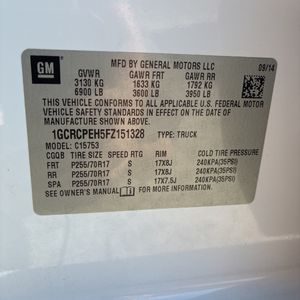 GM
MFD BY GENERAL MOTORS LLC
09/14
GVWR GAWR FRT GAWR RR
3130 KG 1633 KG 1792 KG
6900 LB 3600 LB 3950 LB
THIS VEHICLE CONFORMS TO ALL APPLICABLE U.S. FEDERAL MOTOR
VEHICLE SAFETY AND THEFT PREVENTION STANDARDS IN
EFFECT ON THE DATE OF MANUFACTURE SHOWN ABOVE.
1GCRCPEH5FZ151328 TYPE: TRUCK
MODEL: C15753
CGQB TIRE SIZE SPEED RTG RIM COLD TIRE PRESSURE
FRT P255/70R17 S 17X8J 240KPA(35PSI)
RR P255/70R17 S 17X8J 240KPA(35PSI)
SPA P255/70R17 S 17X7.5J 240KPA(35PSI)
SEE OWNER'S MANUAL